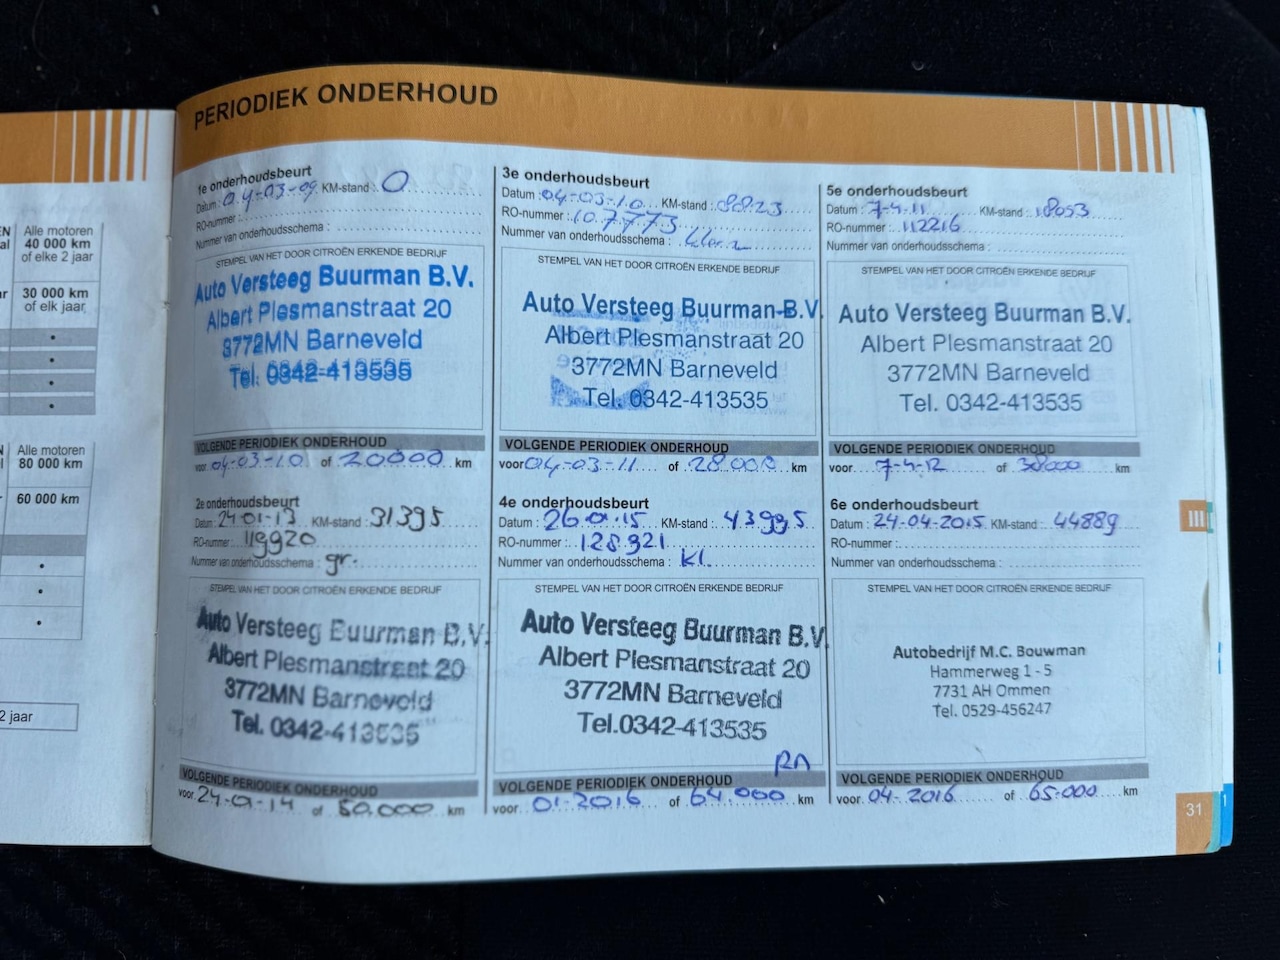 PERIODIEK ONDERHOUD
Alle motoren
40 000 km
of elke 2 jaar
30 000 km
of elk jaar
Alle motoren
80 000 km
60 000 km
2 jaar
1e onderhoudsbeurt
Datum : 04-03-09 KM-stand : 0
RO-nummer :
Nummer van onderhoudsschema :
STEMPEL VAN HET DOOR CITROËN ERKENDE BEDRIJF
Auto Versteeg Buurman B.V.
Albert Plesmanstraat 20
3772MN Barneveld
Tel. 0342-413535
VOLGENDE PERIODIEK ONDERHOUD
voor 04-03-10 of 20000 km
2e onderhoudsbeurt
Datum : 24-01-13 KM-stand : 31395
RO-nummer : 119920
Nummer van onderhoudsschema : gr.
STEMPEL VAN HET DOOR CITROËN ERKENDE BEDRIJF
Auto Versteeg Buurman B.V.
Albert Plesmanstraat 20
3772MN Barneveld
Tel. 0342-413535
VOLGENDE PERIODIEK ONDERHOUD
voor 24-01-14 of 50.000 km
3e onderhoudsbeurt
Datum : 04-03-10 KM-stand : 8823
RO-nummer : 107773
Nummer van onderhoudsschema :
STEMPEL VAN HET DOOR CITROËN ERKENDE BEDRIJF
Auto Versteeg Buurman B.V.
Albert Plesmanstraat 20
3772MN Barneveld
Tel. 0342-413535
VOLGENDE PERIODIEK ONDERHOUD
voor 04-03-11 of 28000 km
4e onderhoudsbeurt
Datum : 26-01-15 KM-stand : 43995
RO-nummer : 128921
Nummer van onderhoudsschema : kl.
STEMPEL VAN HET DOOR CITROËN ERKENDE BEDRIJF
Auto Versteeg Buurman B.V.
Albert Plesmanstraat 20
3772MN Barneveld
Tel.0342-413535
VOLGENDE PERIODIEK ONDERHOUD
voor 01-2016 of 64.000 km
5e onderhoudsbeurt
Datum : 7-4-11 KM-stand : 18053
RO-nummer : 112216
Nummer van onderhoudsschema :
STEMPEL VAN HET DOOR CITROËN ERKENDE BEDRIJF
Auto Versteeg Buurman B.V.
Albert Plesmanstraat 20
3772MN Barneveld
Tel. 0342-413535
VOLGENDE PERIODIEK ONDERHOUD
voor 7-4-12 of 38000 km
6e onderhoudsbeurt
Datum : 24-04-2015 KM-stand : 44889
RO-nummer :
Nummer van onderhoudsschema :
STEMPEL VAN HET DOOR CITROËN ERKENDE BEDRIJF
Autobedrijf M.C. Bouwman
Hammerweg 1 - 5
7731 AH Ommen
Tel. 0529-456247
VOLGENDE PERIODIEK ONDERHOUD
voor 04-2016 of 65.000 km
III
31